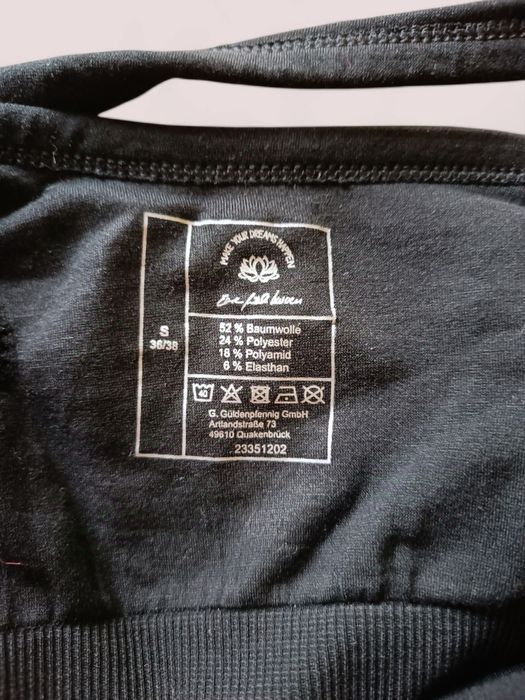 MAKE YOUR DREAMS HAPPEN
S
36/38
52 % Baumwolle
24 % Polyester
18 % Polyamid
6 % Elasthan
40
G. Güldenpfennig GmbH
Artlandstraße 73
49610 Quakenbrück
23351202